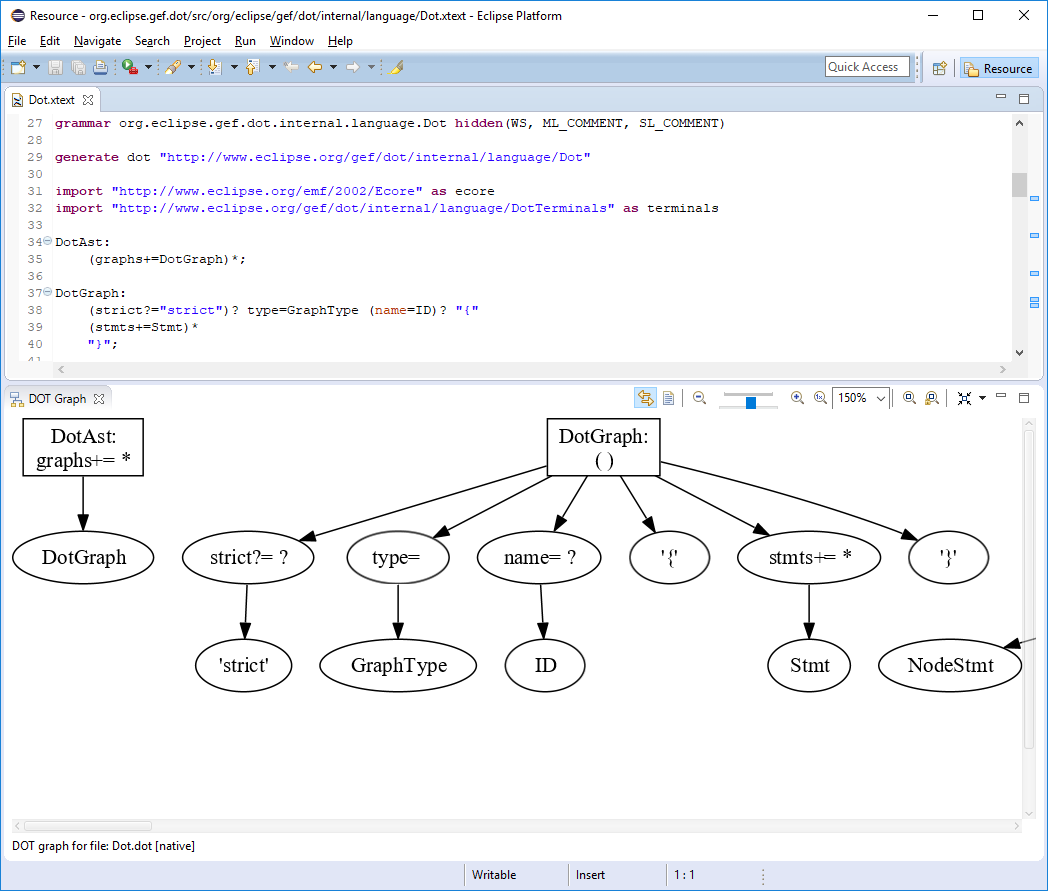 Resource - org.eclipse.gef.dot/src/org/eclipse/gef/dot/internal/language/Dot.xtext - Eclipse Platform
File Edit Navigate Search Project Run Window Help
Quick Access Resource
Dot.xtext
27 grammar org.eclipse.gef.dot.internal.language.Dot hidden(WS, ML_COMMENT, SL_COMMENT)
28
29 generate dot "http://www.eclipse.org/gef/dot/internal/language/Dot"
30
31 import "http://www.eclipse.org/emf/2002/Ecore" as ecore
32 import "http://www.eclipse.org/gef/dot/internal/language/DotTerminals" as terminals
33
34 DotAst:
35 (graphs+=DotGraph)*;
36
37 DotGraph:
38 (strict?="strict")? type=GraphType (name=ID)? "{"
39 (stmts+=Stmt)*
40 "}";
41
DOT Graph 150%
DotAst:
graphs+= *
DotGraph:
( )
DotGraph strict?= ? type= name= ? '{' stmts+= * '}'
'strict' GraphType ID Stmt NodeStmt
DOT graph for file: Dot.dot [native]
Writable Insert 1 : 1